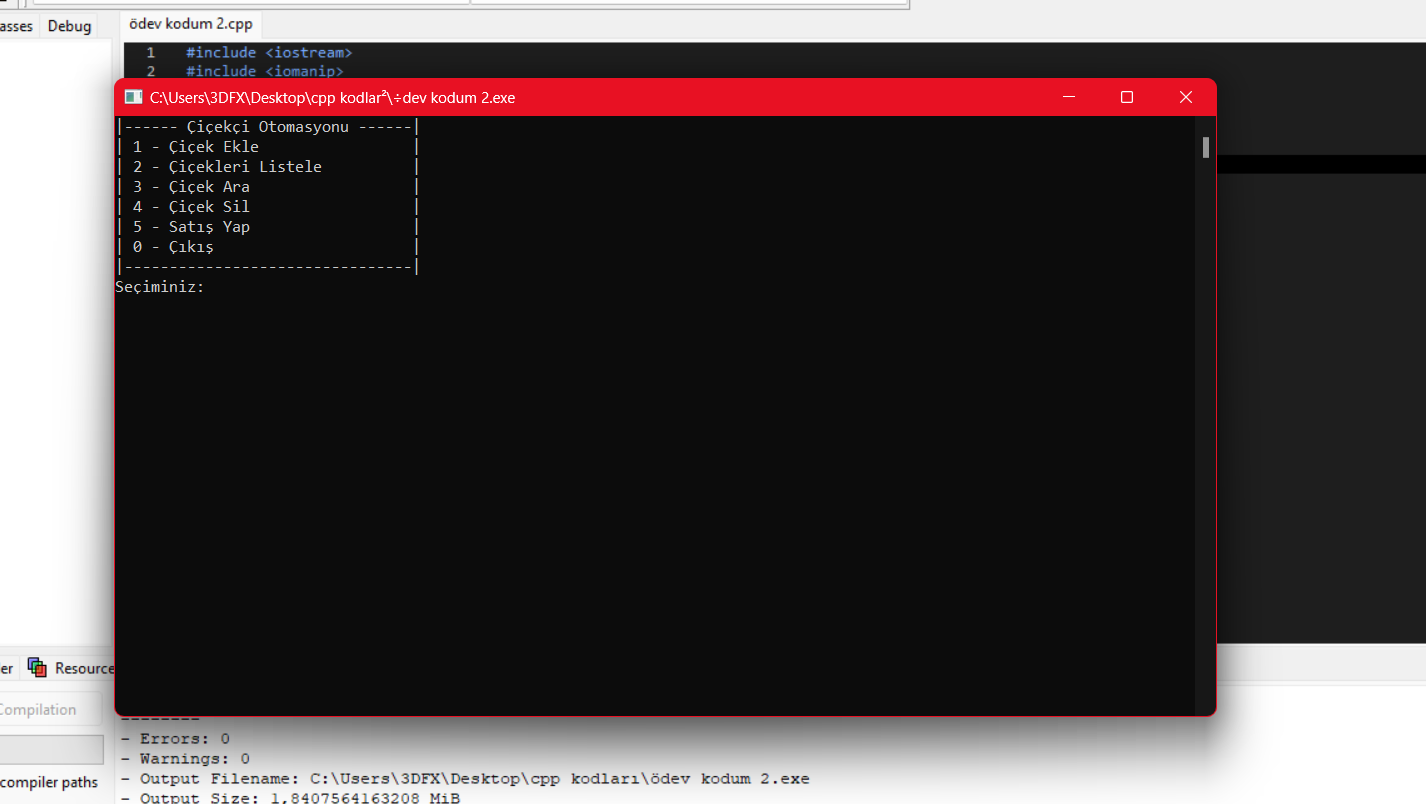 asses Debug
ödev kodum 2.cpp
1 #include <iostream>
2 #include <iomanip>
C:\Users\3DFX\Desktop\cpp kodlar²\÷dev kodum 2.exe
|------ Çiçekçi Otomasyonu ------|
| 1 - Çiçek Ekle |
| 2 - Çiçekleri Listele |
| 3 - Çiçek Ara |
| 4 - Çiçek Sil |
| 5 - Satış Yap |
| 0 - Çıkış |
|--------------------------------|
Seçiminiz:
er Resource
Compilation
compiler paths
--------
- Errors: 0
- Warnings: 0
- Output Filename: C:\Users\3DFX\Desktop\cpp kodları\ödev kodum 2.exe
- Output Size: 1,8407564163208 MiB